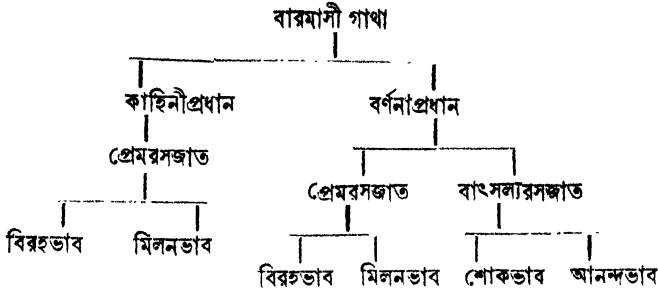 বারমাসী গাথা
কাহিনীপ্রধান বর্ণনাপ্রধান
প্রেমরসজাত
প্রেমরসজাত বাৎসল্যরসজাত
বিরহভাব মিলনভাব
বিরহভাব মিলনভাব শোকভাব আনন্দভাব